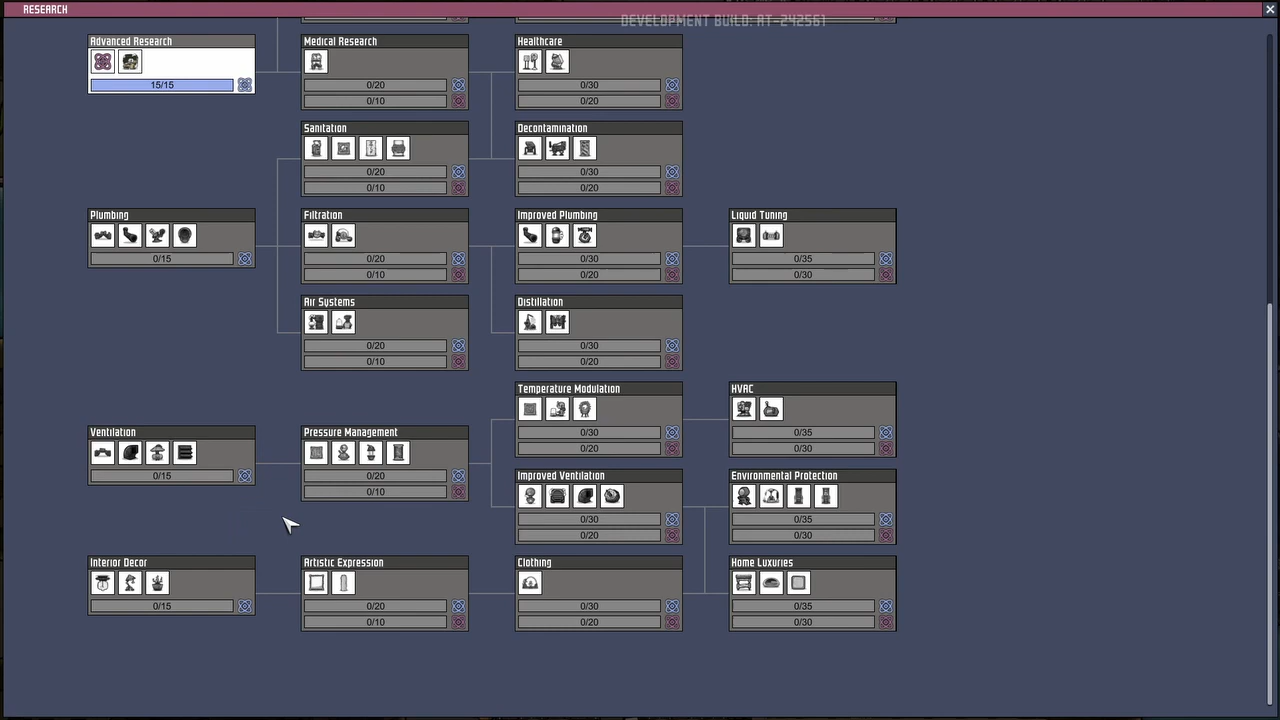 RESEARCH
DEVELOPMENT BUILD: AT-242561
Advanced Research
15/15
Medical Research
0/20
0/10
Healthcare
0/30
0/20
Sanitation
0/20
0/10
Decontamination
0/30
0/20
Plumbing
0/15
Filtration
0/20
0/10
Improved Plumbing
0/30
0/20
Liquid Tuning
0/35
0/30
Air Systems
0/20
0/10
Distillation
0/30
0/20
Temperature Modulation
0/30
0/20
HVAC
0/35
0/30
Ventilation
0/15
Pressure Management
0/20
0/10
Improved Ventilation
0/30
0/20
Environmental Protection
0/35
0/30
Interior Decor
0/15
Artistic Expression
0/20
0/10
Clothing
0/30
0/20
Home Luxuries
0/35
0/30